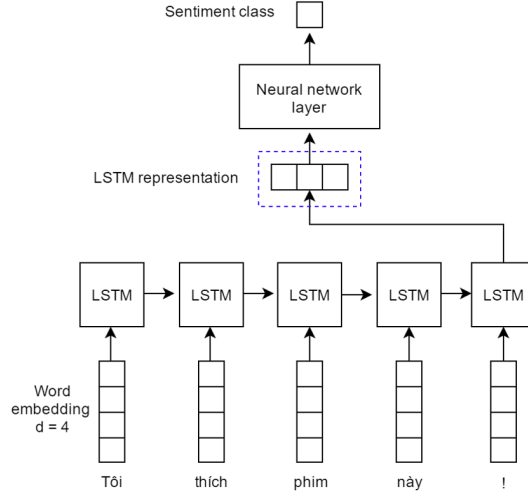 Sentiment class
Neural network
layer
LSTM representation
LSTM
LSTM
LSTM
LSTM
LSTM
Word
embedding
d = 4
Tôi
thích
phim
này
!